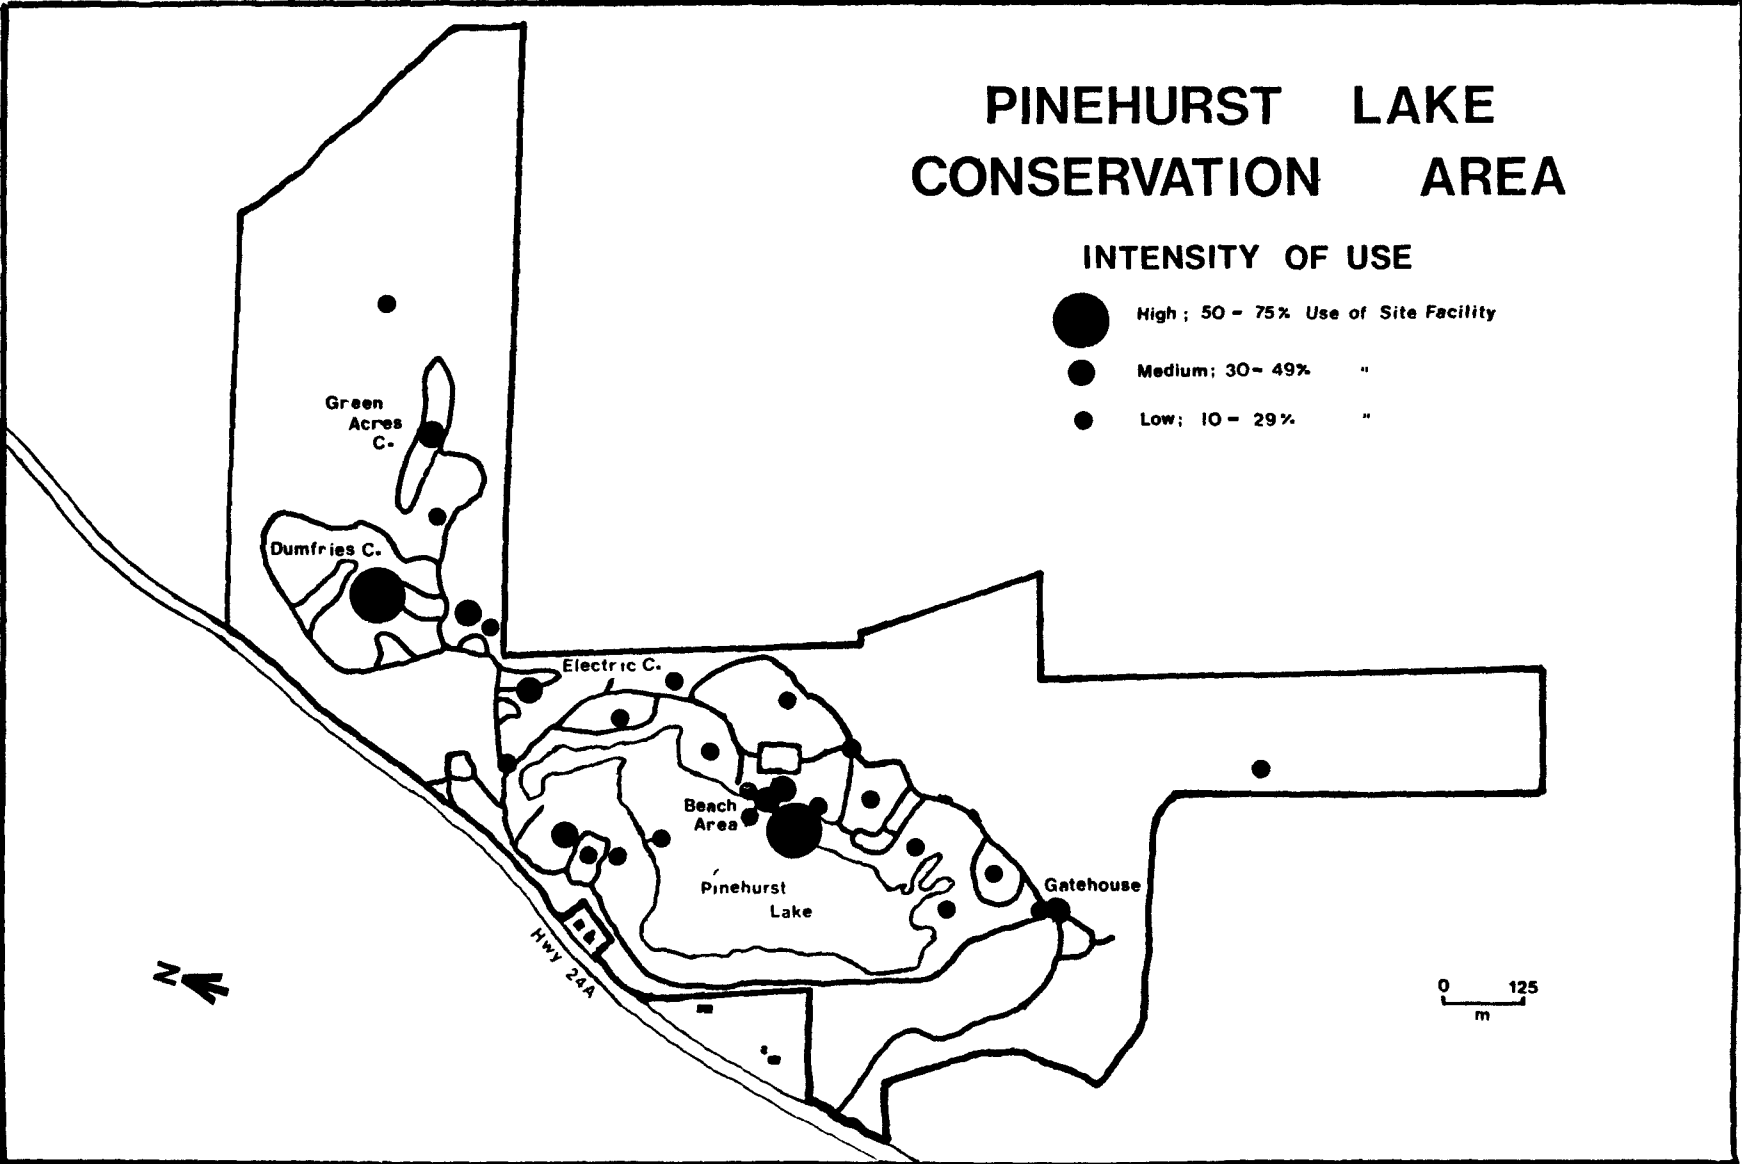 PINEHURST LAKE
CONSERVATION AREA
INTENSITY OF USE
High ; 50 - 75% Use of Site Facility
Medium; 30- 49% "
Low; 10 - 29% "
Green
Acres
C.
Dumfries C.
Electric C.
Beach
Area
Pinehurst
Lake
Gatehouse
Hwy 24A
N
0 125
m